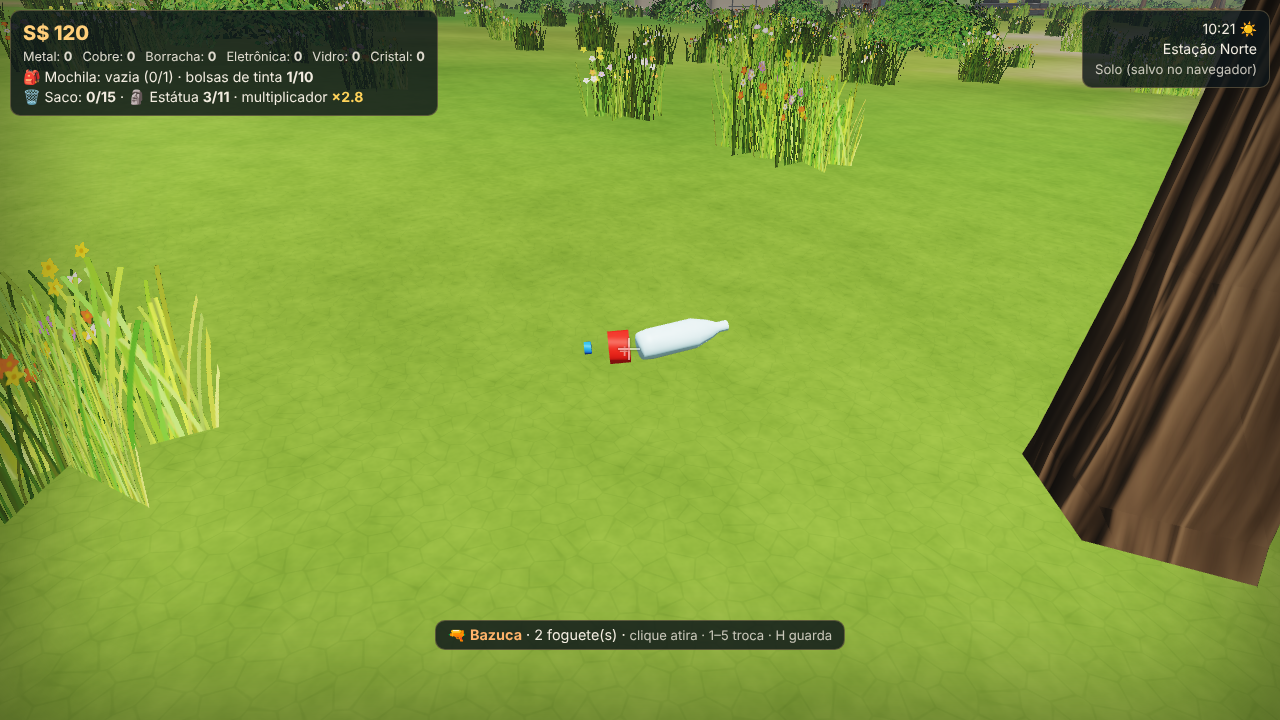 S$ 120
Metal: 0 Cobre: 0 Borracha: 0 Eletrônica: 0 Vidro: 0 Cristal: 0
🎒 Mochila: vazia (0/1) · bolsas de tinta 1/10
🗑️ Saco: 0/15 · 🗿 Estátua 3/11 · multiplicador ×2.8
10:21 ☀️
Estação Norte
Solo (salvo no navegador)
🔫 Bazuca · 2 foguete(s) · clique atira · 1–5 troca · H guarda